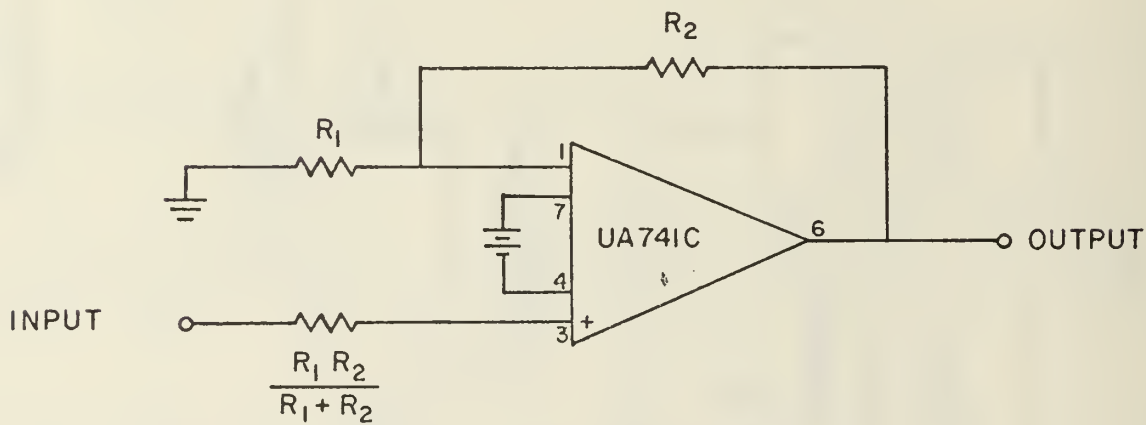 R₂
R₁
1
7
UA741C
6
OUTPUT
4
INPUT
3
+
R₁ R₂
R₁ + R₂